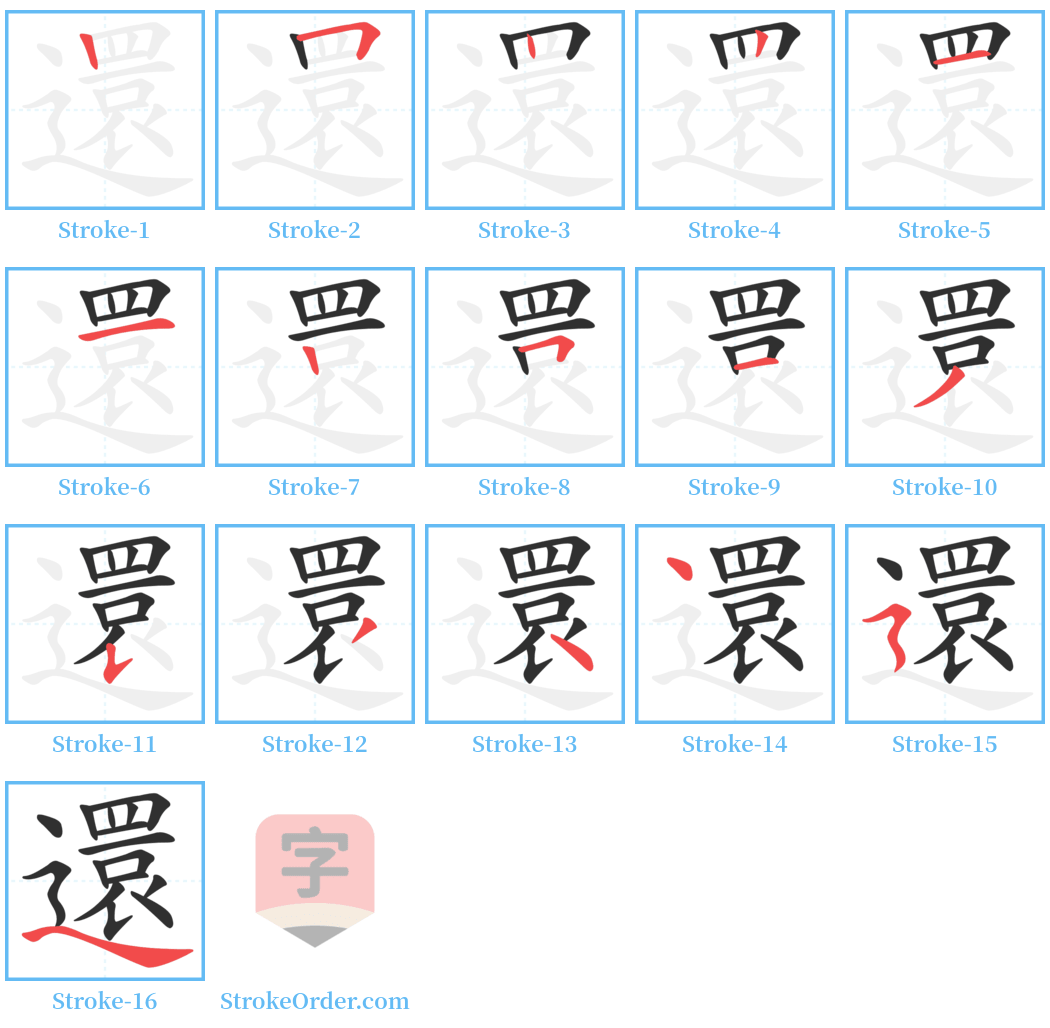 還 還 還 還 還
Stroke-1 Stroke-2 Stroke-3 Stroke-4 Stroke-5
還 還 還 還 還
Stroke-6 Stroke-7 Stroke-8 Stroke-9 Stroke-10
還 還 還 還 還
Stroke-11 Stroke-12 Stroke-13 Stroke-14 Stroke-15
還 字
Stroke-16 StrokeOrder.com